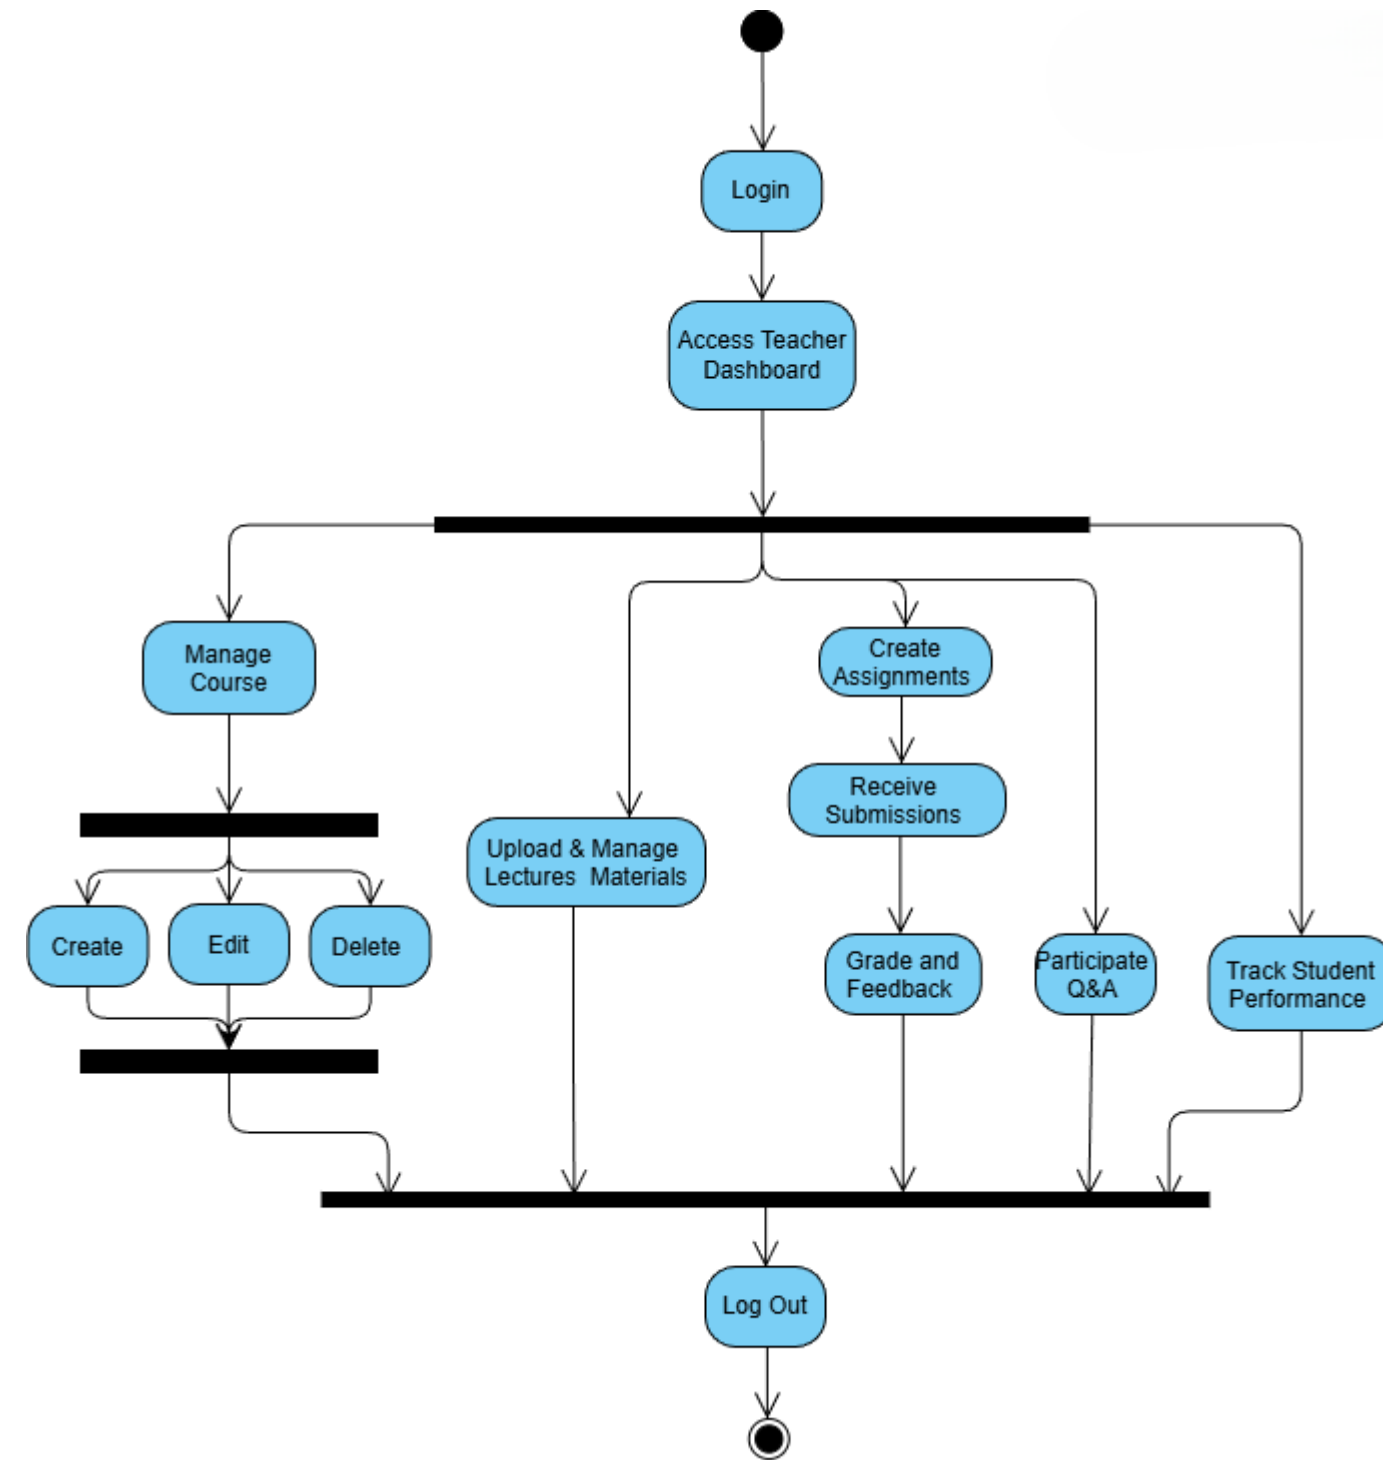 Login
Access Teacher
Dashboard
Manage
Course
Create
Edit
Delete
Upload & Manage
Lectures Materials
Create
Assignments
Receive
Submissions
Grade and
Feedback
Participate
Q&A
Track Student
Performance
Log Out